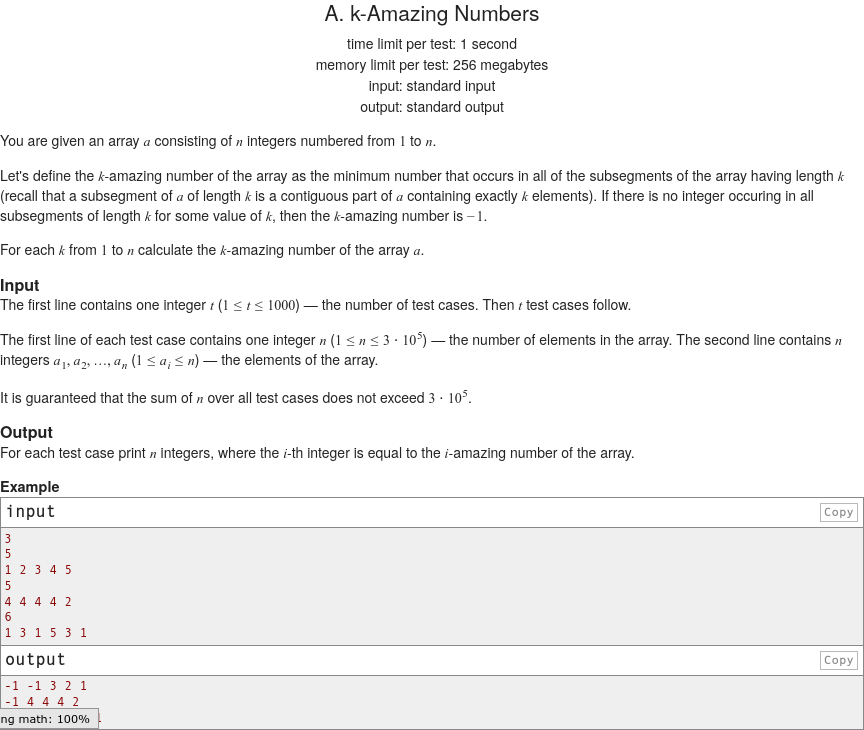 A. k-Amazing Numbers
time limit per test: 1 second
memory limit per test: 256 megabytes
input: standard input
output: standard output
You are given an array a consisting of n integers numbered from 1 to n.
Let's define the k-amazing number of the array as the minimum number that occurs in all of the subsegments of the array having length k
(recall that a subsegment of a of length k is a contiguous part of a containing exactly k elements). If there is no integer occuring in all
subsegments of length k for some value of k, then the k-amazing number is −1.
For each k from 1 to n calculate the k-amazing number of the array a.
Input
The first line contains one integer t (1 ≤ t ≤ 1000) — the number of test cases. Then t test cases follow.
The first line of each test case contains one integer n (1 ≤ n ≤ 3 · 10^5) — the number of elements in the array. The second line contains n
integers a_1, a_2, …, a_n (1 ≤ a_i ≤ n) — the elements of the array.
It is guaranteed that the sum of n over all test cases does not exceed 3 · 10^5.
Output
For each test case print n integers, where the i-th integer is equal to the i-amazing number of the array.
Example
input
Copy
3
5
1 2 3 4 5
5
4 4 4 4 2
6
1 3 1 5 3 1
output
Copy
-1 -1 3 2 1
-1 4 4 4 2
ng math: 100%